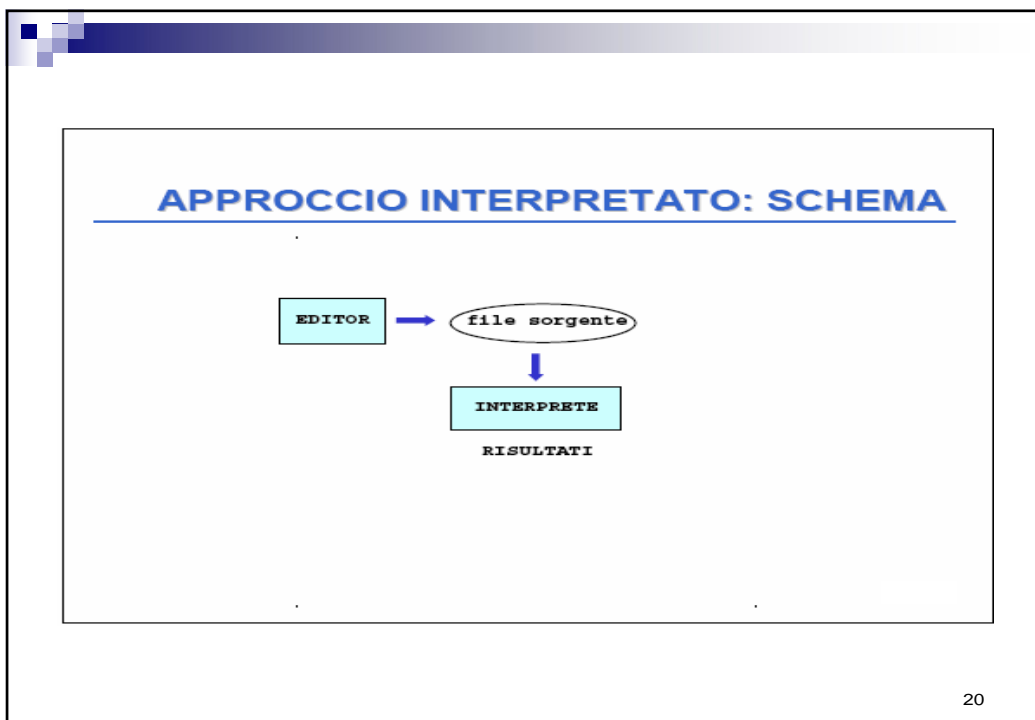 APPROCCIO INTERPRETATO: SCHEMA
EDITOR
file sorgente
INTERPRETE
RISULTATI
20